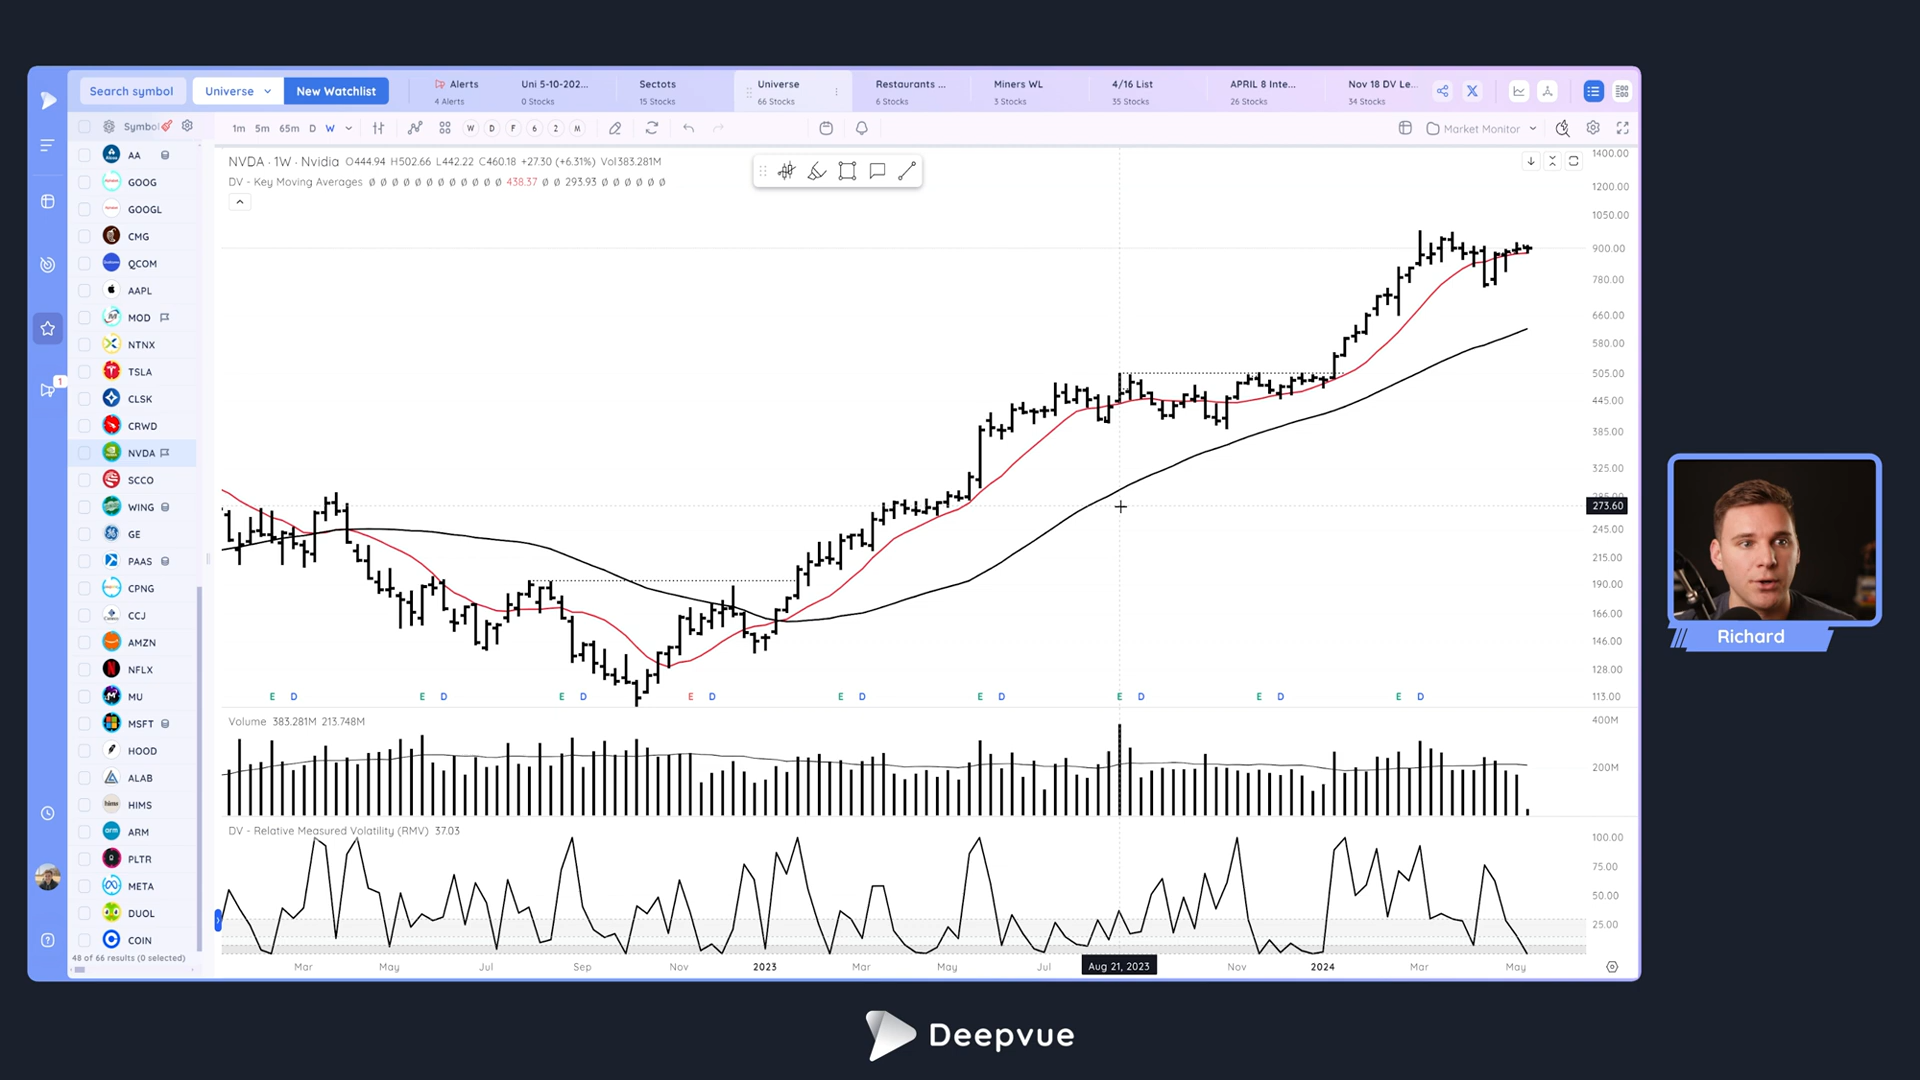 Search symbol
Universe
New Watchlist
Alerts
4 Alerts
Uni 5-10-202...
0 Stocks
Sectots
15 Stocks
Universe
66 Stocks
Restaurants ...
6 Stocks
Miners WL
3 Stocks
4/16 List
35 Stocks
APRIL 8 Inte...
26 Stocks
Nov 18 DV Le...
34 Stocks
Symbol
1m 5m 65m D W
W D F 6 2 M
Market Monitor
AA
GOOG
GOOGL
CMG
QCOM
AAPL
MOD
NTNX
TSLA
CLSK
CRWD
NVDA
SCCO
WING
GE
PAAS
CPNG
CCJ
AMZN
NFLX
MU
MSFT
HOOD
ALAB
HIMS
ARM
PLTR
META
DUOL
COIN
48 of 66 results (0 selected)
1
NVDA · 1W · Nvidia O444.94 H502.66 L442.22 C460.18 +27.30 (+6.31%) Vol383.281M
DV - Key Moving Averages Ø Ø Ø Ø Ø Ø Ø Ø Ø Ø Ø Ø 438.37 Ø Ø 293.93 Ø Ø Ø Ø Ø Ø
1400.00
1200.00
1050.00
900.00
780.00
660.00
580.00
505.00
445.00
385.00
325.00
273.60
245.00
215.00
190.00
166.00
146.00
128.00
113.00
E D E D E D E D E D E D E D E D E D
Volume 383.281M 213.748M
400M
200M
DV - Relative Measured Volatility (RMV) 37.03
100.00
75.00
50.00
25.00
Mar May Jul Sep Nov 2023 Mar May Jul Aug 21, 2023 Nov 2024 Mar May
Richard
Deepvue